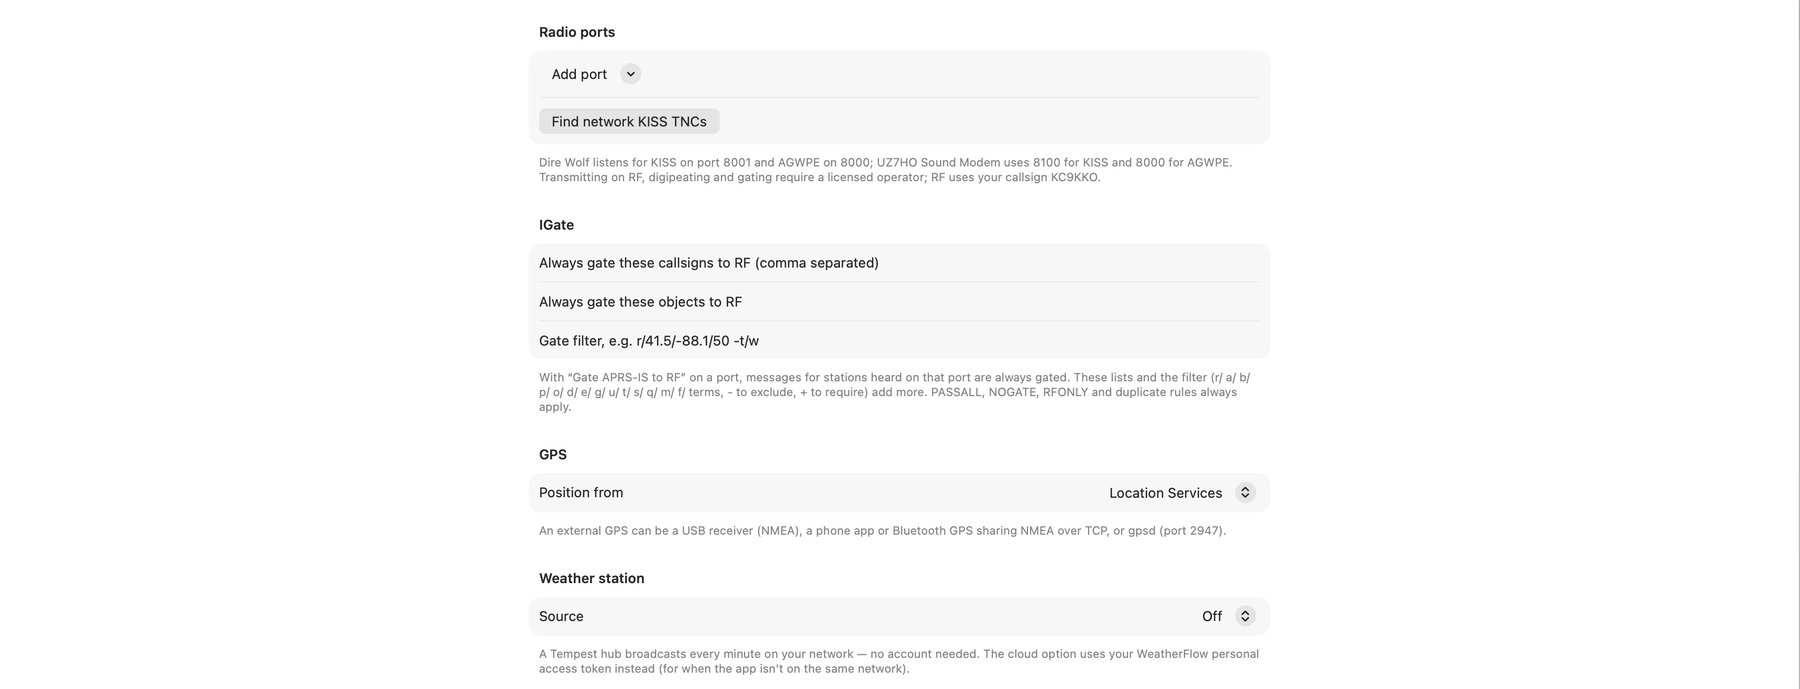 Radio ports
Add port
Find network KISS TNCs
Dire Wolf listens for KISS on port 8001 and AGWPE on 8000; UZ7HO Sound Modem uses 8100 for KISS and 8000 for AGWPE.
Transmitting on RF, digipeating and gating require a licensed operator; RF uses your callsign KC9KKO.
IGate
Always gate these callsigns to RF (comma separated)
Always gate these objects to RF
Gate filter, e.g. r/41.5/-88.1/50 -t/w
With “Gate APRS-IS to RF” on a port, messages for stations heard on that port are always gated. These lists and the filter (r/ a/ b/
p/ o/ d/ e/ g/ u/ t/ s/ q/ m/ f/ terms, - to exclude, + to require) add more. PASSALL, NOGATE, RFONLY and duplicate rules always
apply.
GPS
Position from Location Services
An external GPS can be a USB receiver (NMEA), a phone app or Bluetooth GPS sharing NMEA over TCP, or gpsd (port 2947).
Weather station
Source Off
A Tempest hub broadcasts every minute on your network — no account needed. The cloud option uses your WeatherFlow personal
access token instead (for when the app isn't on the same network).